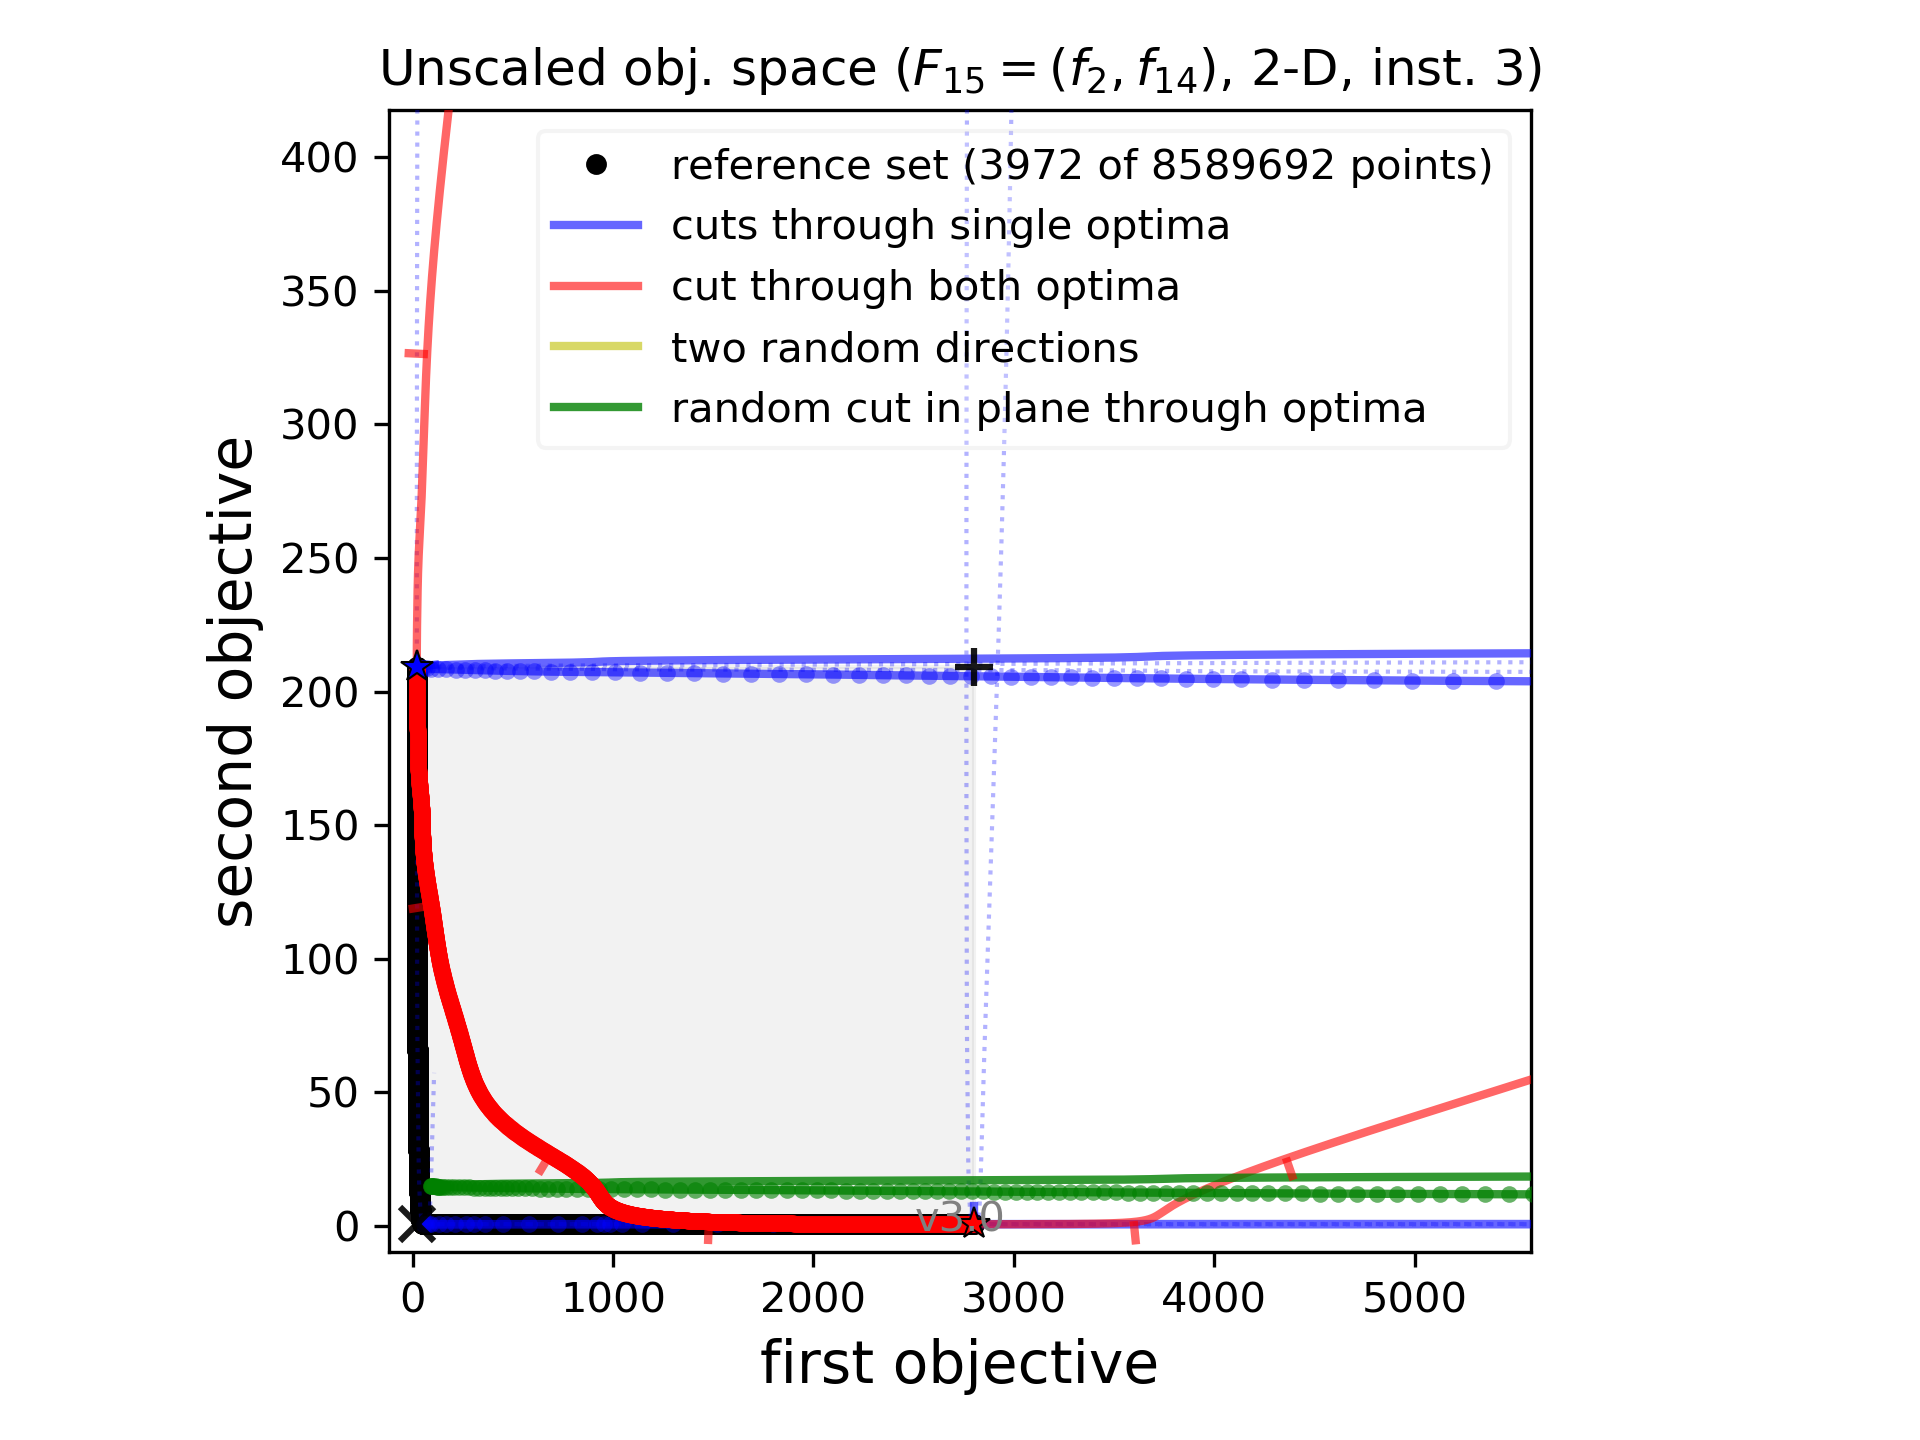 Unscaled obj. space (F₁₅ = (f₂, f₁₄), 2-D, inst. 3)
reference set (3972 of 8589692 points)
cuts through single optima
cut through both optima
two random directions
random cut in plane through optima
400
350
300
250
200
150
100
50
0
second objective
v3.0
0 1000 2000 3000 4000 5000
first objective